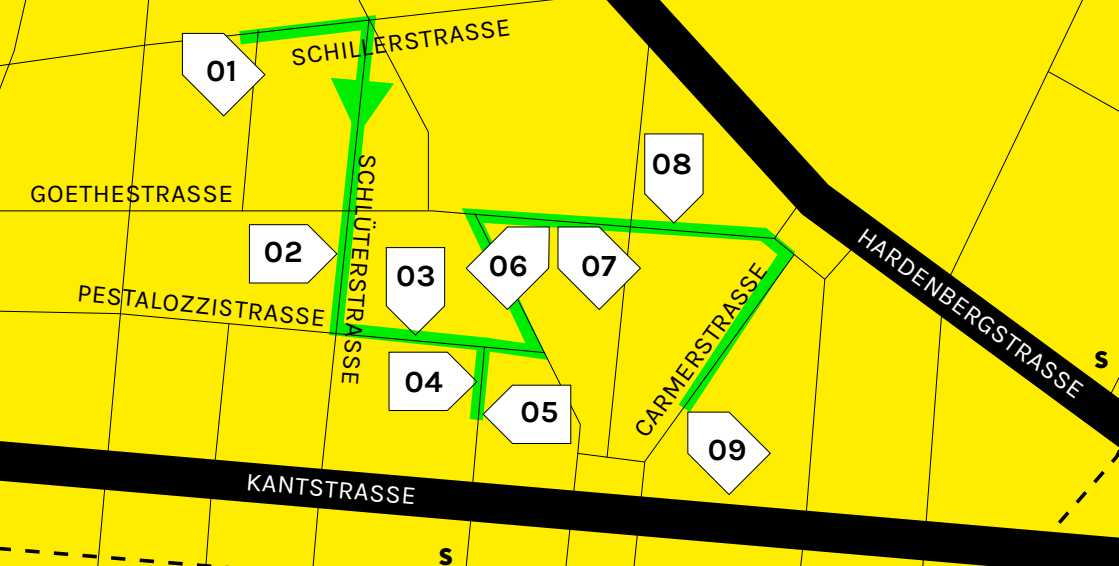 SCHILLERSTRASSE
01
08
GOETHESTRASSE
SCHLÜTERSTRASSE
02
03
06
07
HARDENBERGSTRASSE
PESTALOZZISTRASSE
CARMERSTRASSE
S
04
05
09
KANTSTRASSE
S